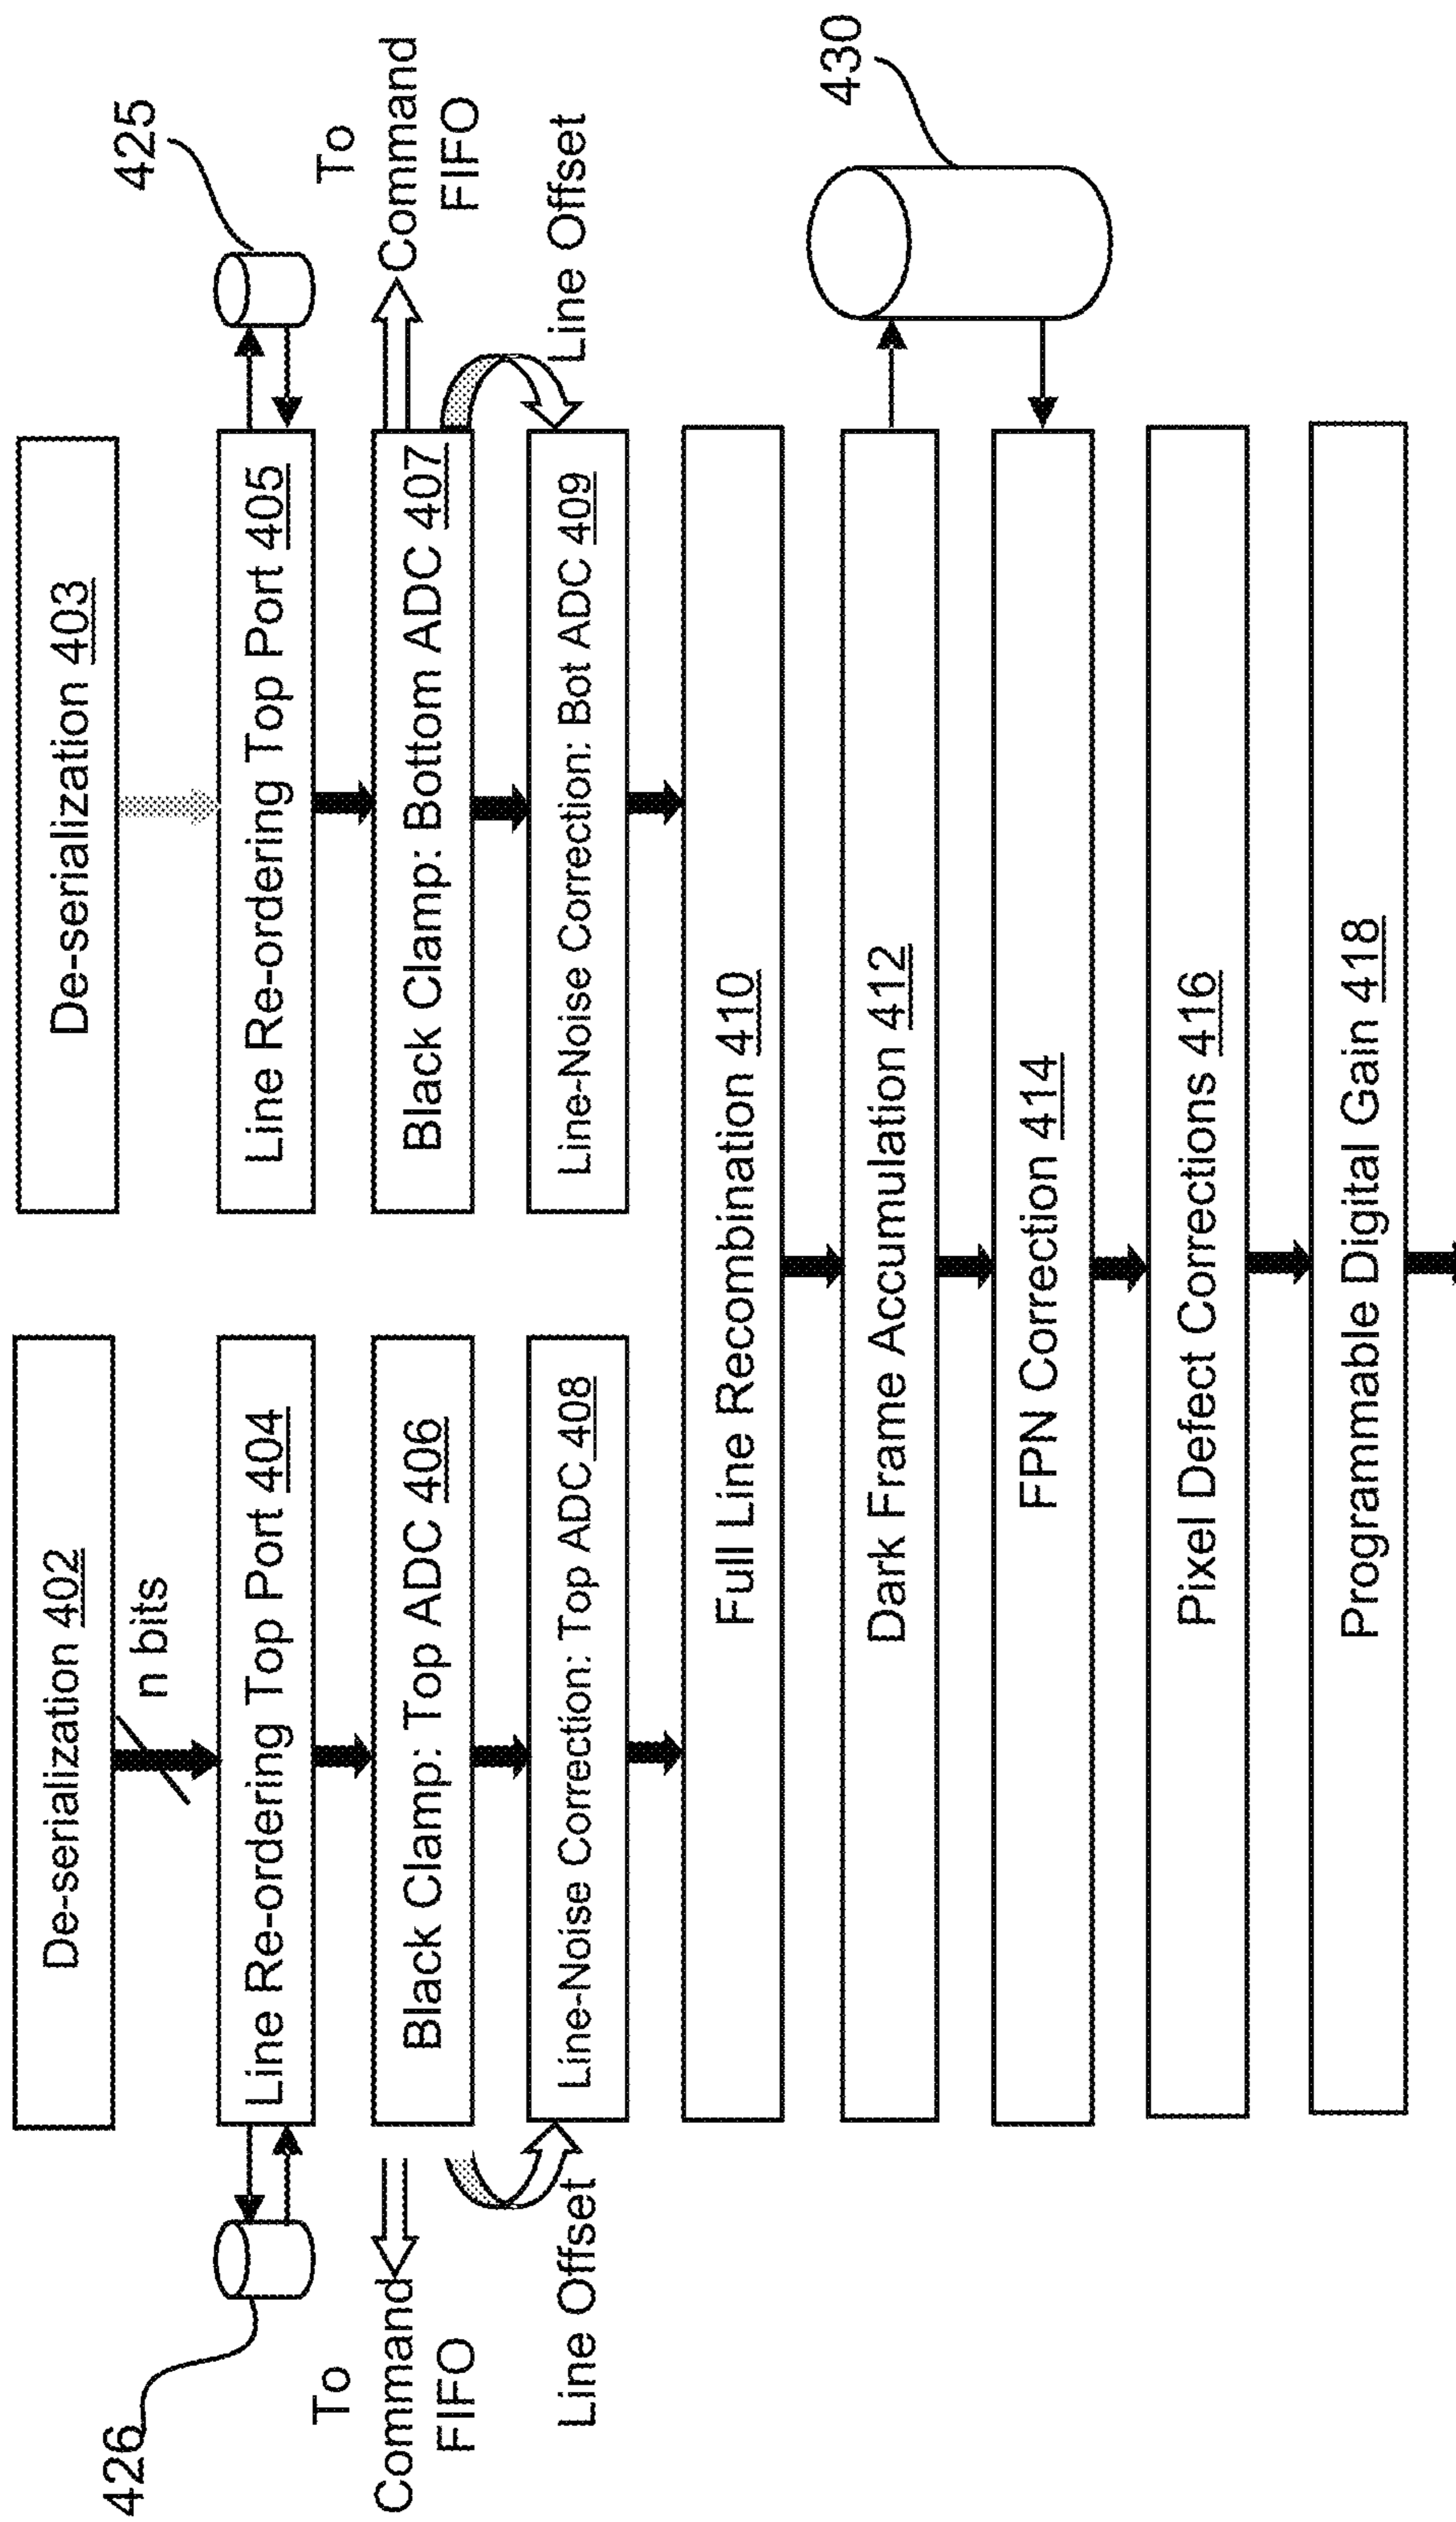 De-serialization 402
De-serialization 403
n bits
426
425
Line Re-ordering Top Port 404
Line Re-ordering Top Port 405
To
Command
FIFO
Black Clamp: Top ADC 406
Black Clamp: Bottom ADC 407
To
Command
FIFO
Line Offset
Line-Noise Correction: Top ADC 408
Line-Noise Correction: Bot ADC 409
Line Offset
Full Line Recombination 410
Dark Frame Accumulation 412
430
FPN Correction 414
Pixel Defect Corrections 416
Programmable Digital Gain 418